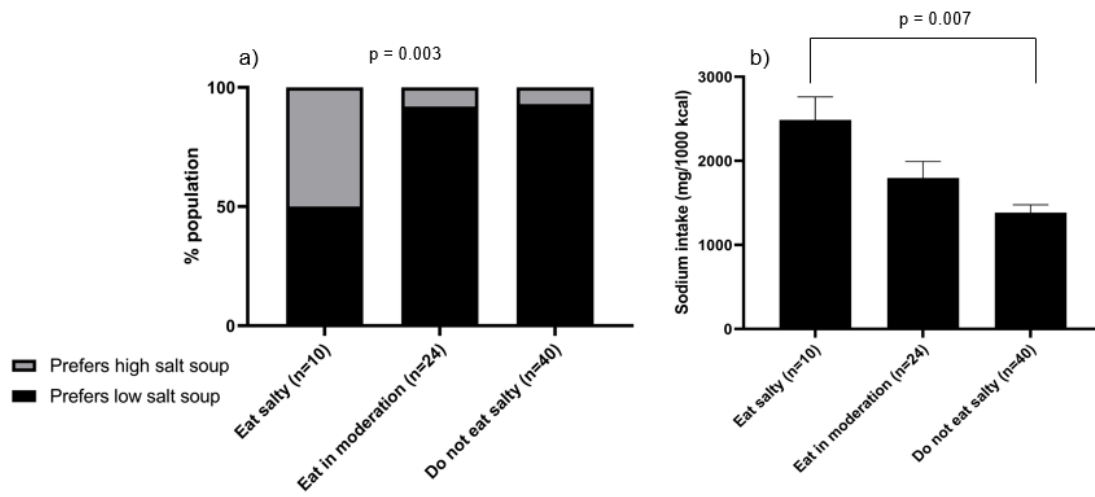 a)
p = 0.003
100
50
0
% population
Eat salty (n=10)
Eat in moderation (n=24)
Do not eat salty (n=40)
Prefers high salt soup
Prefers low salt soup
p = 0.007
b)
3000
2000
1000
0
Sodium intake (mg/1000 kcal)
Eat salty (n=10)
Eat in moderation (n=24)
Do not eat salty (n=40)